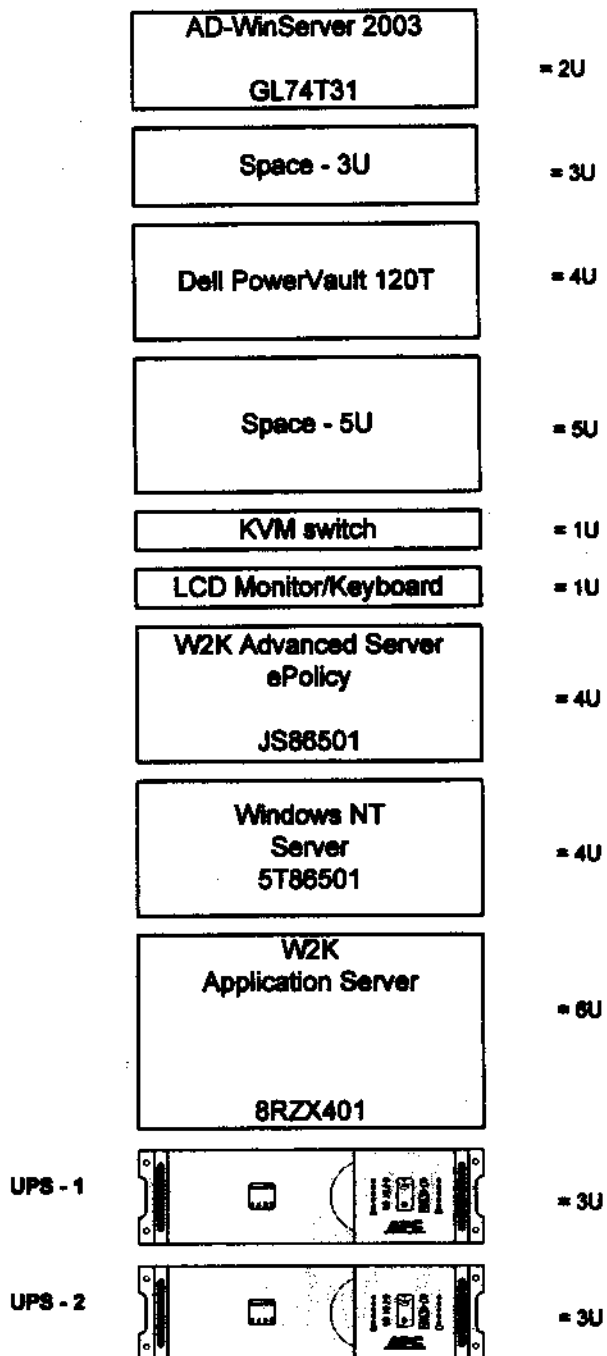 AD-WinServer 2003
GL74T31
= 2U
Space - 3U
= 3U
Dell PowerVault 120T
= 4U
Space - 5U
= 5U
KVM switch
= 1U
LCD Monitor/Keyboard
= 1U
W2K Advanced Server
ePolicy
JS86501
= 4U
Windows NT
Server
5T86501
= 4U
W2K
Application Server
8RZX401
= 6U
UPS - 1
APC
= 3U
UPS - 2
APC
= 3U